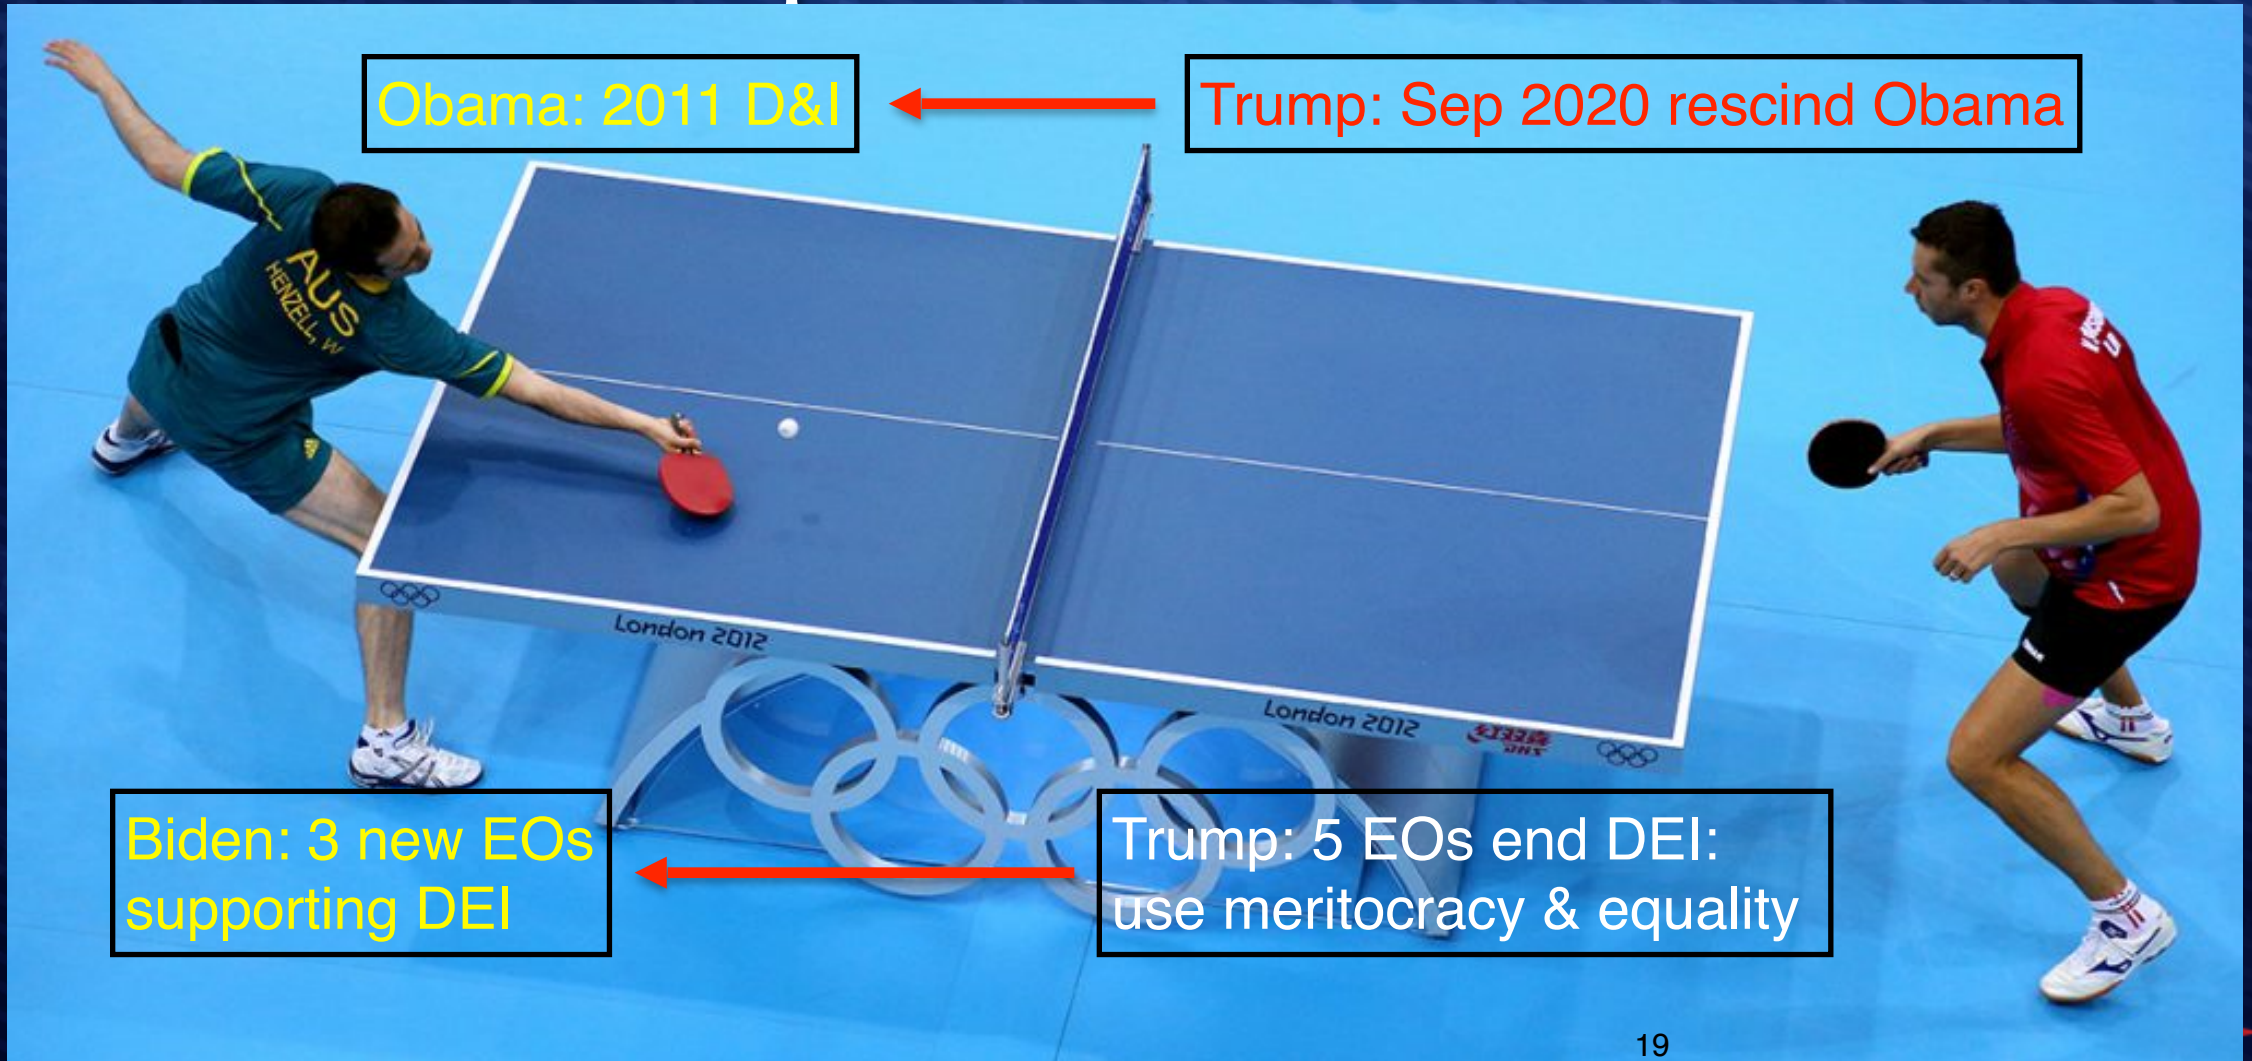 Obama: 2011 D&I
Trump: Sep 2020 rescind Obama
AUS
HENZELL, W
London 2012
London 2012
DHS
Biden: 3 new EOs
supporting DEI
Trump: 5 EOs end DEI:
use meritocracy & equality
19